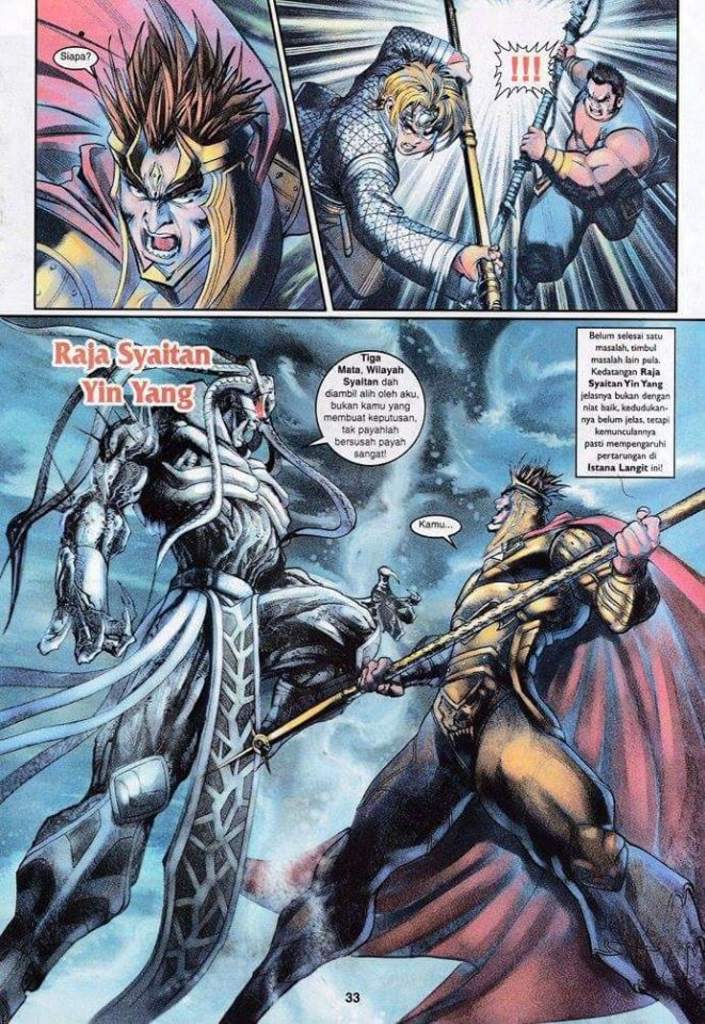 Siapa?
!!!
Raja Syaitan
Yin Yang
Tiga
Mata, Wilayah
Syaitan dah
diambil alih oleh aku,
bukan kamu yang
membuat keputusan,
tak payahlah
bersusah payah
sangat!
Belum selesai satu
masalah, timbul
masalah lain pula.
Kedatangan Raja
Syaitan Yin Yang
jelasnya bukan dengan
niat baik, kedudukan-
nya belum jelas, tetapi
kemunculannya
pasti mempengaruhi
pertarungan di
Istana Langit ini!
Kamu...
33